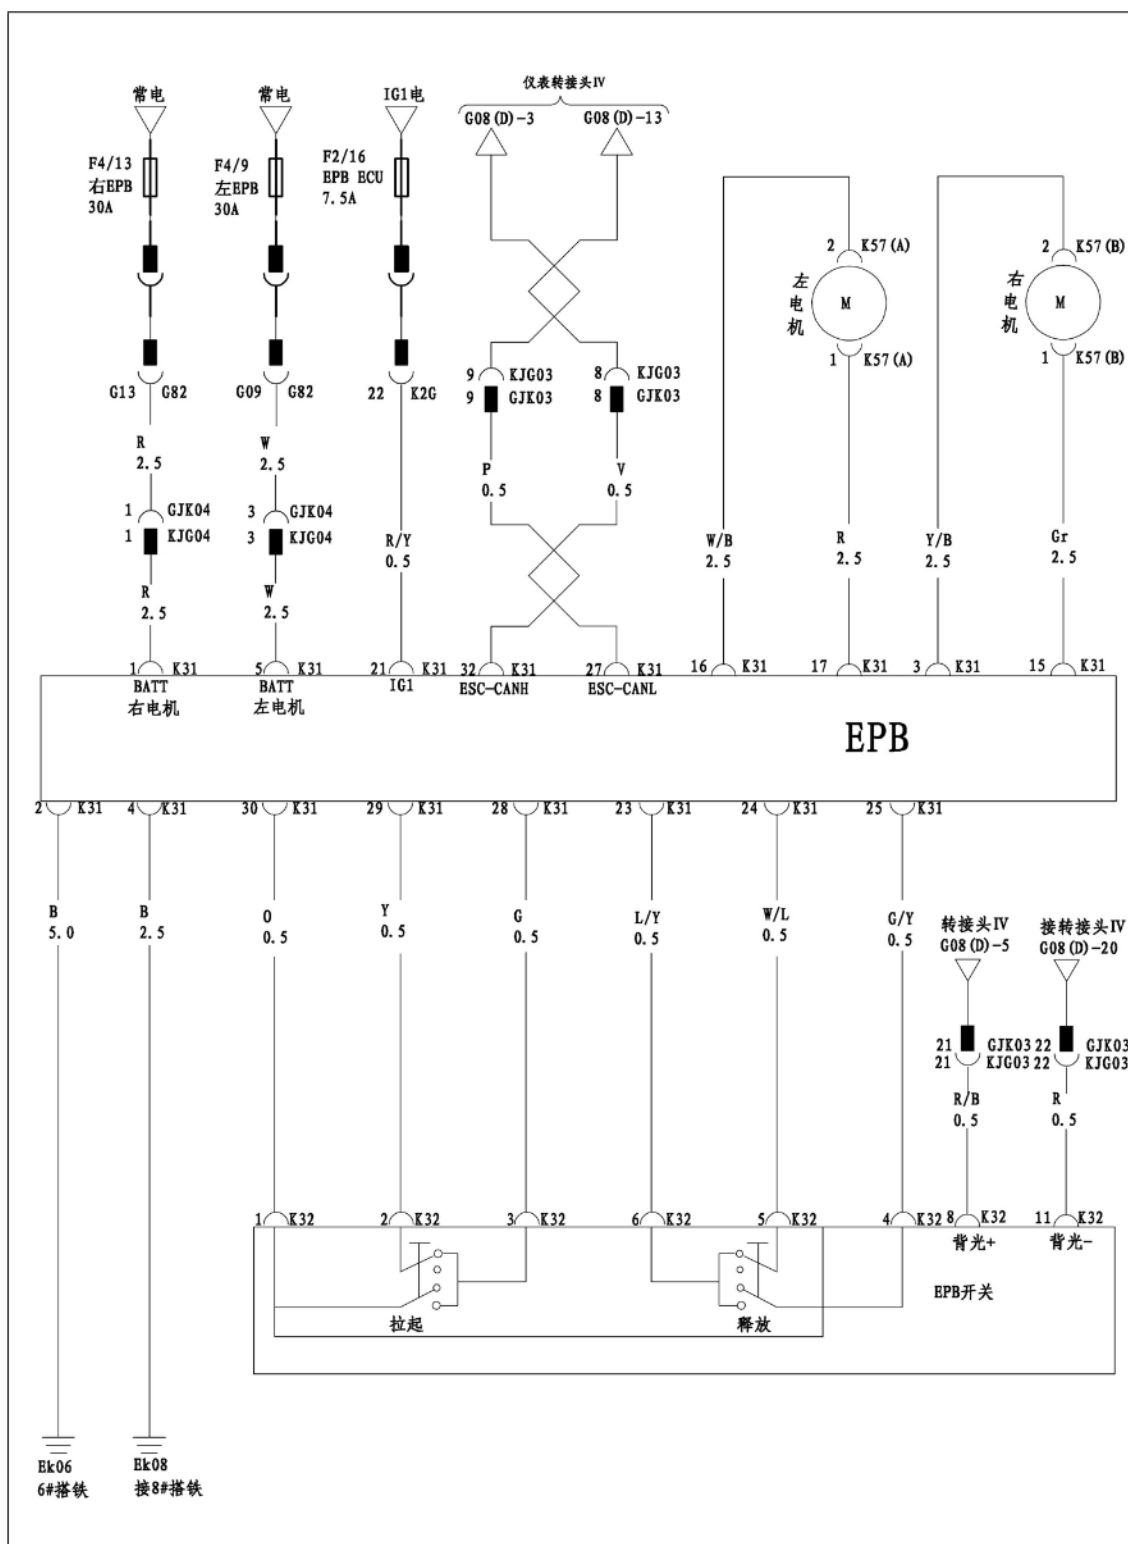 常电
常电
IG1电
仪表转接头IV
G08(D)-3
G08(D)-13
F4/13
右EPB
30A
F4/9
左EPB
30A
F2/16
EPB ECU
7.5A
2 K57(A)
左电机
M
1 K57(A)
2 K57(B)
右电机
M
1 K57(B)
G13 G82
G09 G82
22 K2G
9 KJG03
9 GJK03
8 KJG03
8 GJK03
R
2.5
W
2.5
P
0.5
V
0.5
1 GJK04
1 KJG04
3 GJK04
3 KJG04
R/Y
0.5
W/B
2.5
R
2.5
Y/B
2.5
Gr
2.5
R
2.5
W
2.5
1 K31
5 K31
21 K31
32 K31
27 K31
16 K31
17 K31
3 K31
15 K31
BATT
右电机
BATT
左电机
IG1
ESC-CANH
ESC-CANL
EPB
2 K31
4 K31
30 K31
29 K31
28 K31
23 K31
24 K31
25 K31
B
5.0
B
2.5
O
0.5
Y
0.5
G
0.5
L/Y
0.5
W/L
0.5
G/Y
0.5
转接头IV
G08(D)-5
接转接头IV
G08(D)-20
21 GJK03
21 KJG03
22 GJK03
22 KJG03
R/B
0.5
R
0.5
1 K32
2 K32
3 K32
6 K32
5 K32
4 K32
8 K32
11 K32
背光+
背光-
EPB开关
拉起
释放
Ek06
6#搭铁
Ek08
接8#搭铁